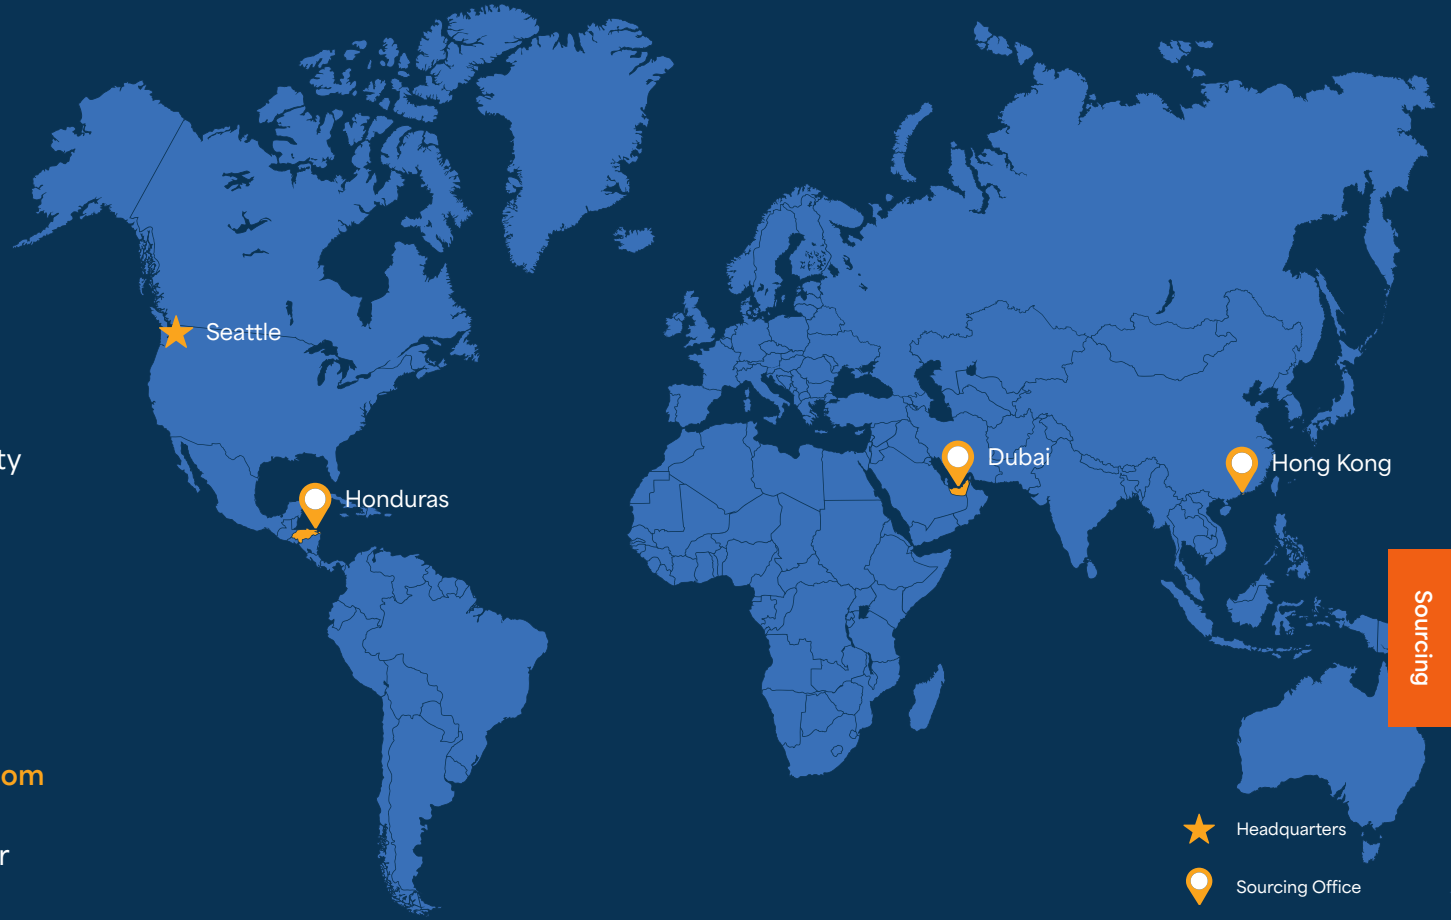 Seattle
ty
Dubai
Hong Kong
Honduras
Sourcing
om
Headquarters
r
Sourcing Office